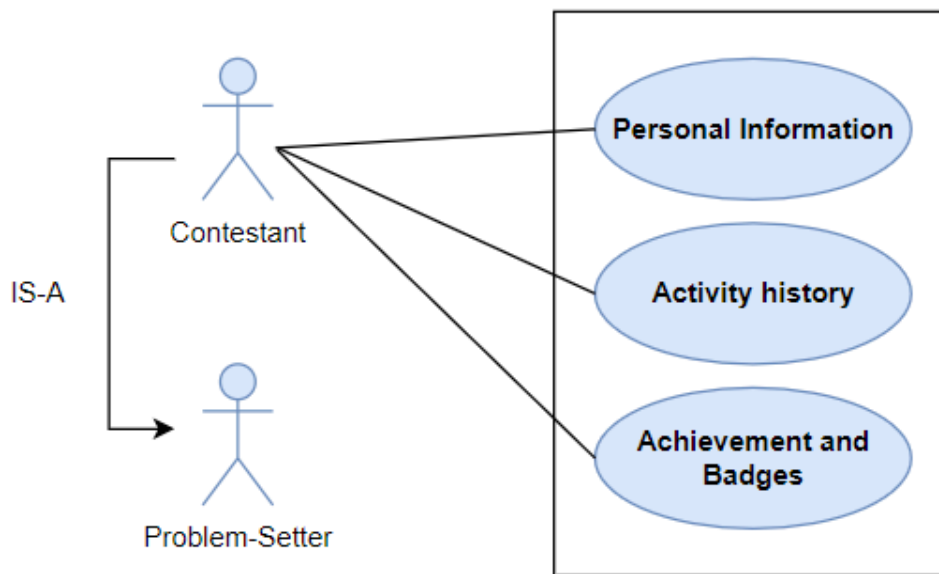 Personal Information
Contestant
IS-A
Activity history
Achievement and
Badges
Problem-Setter